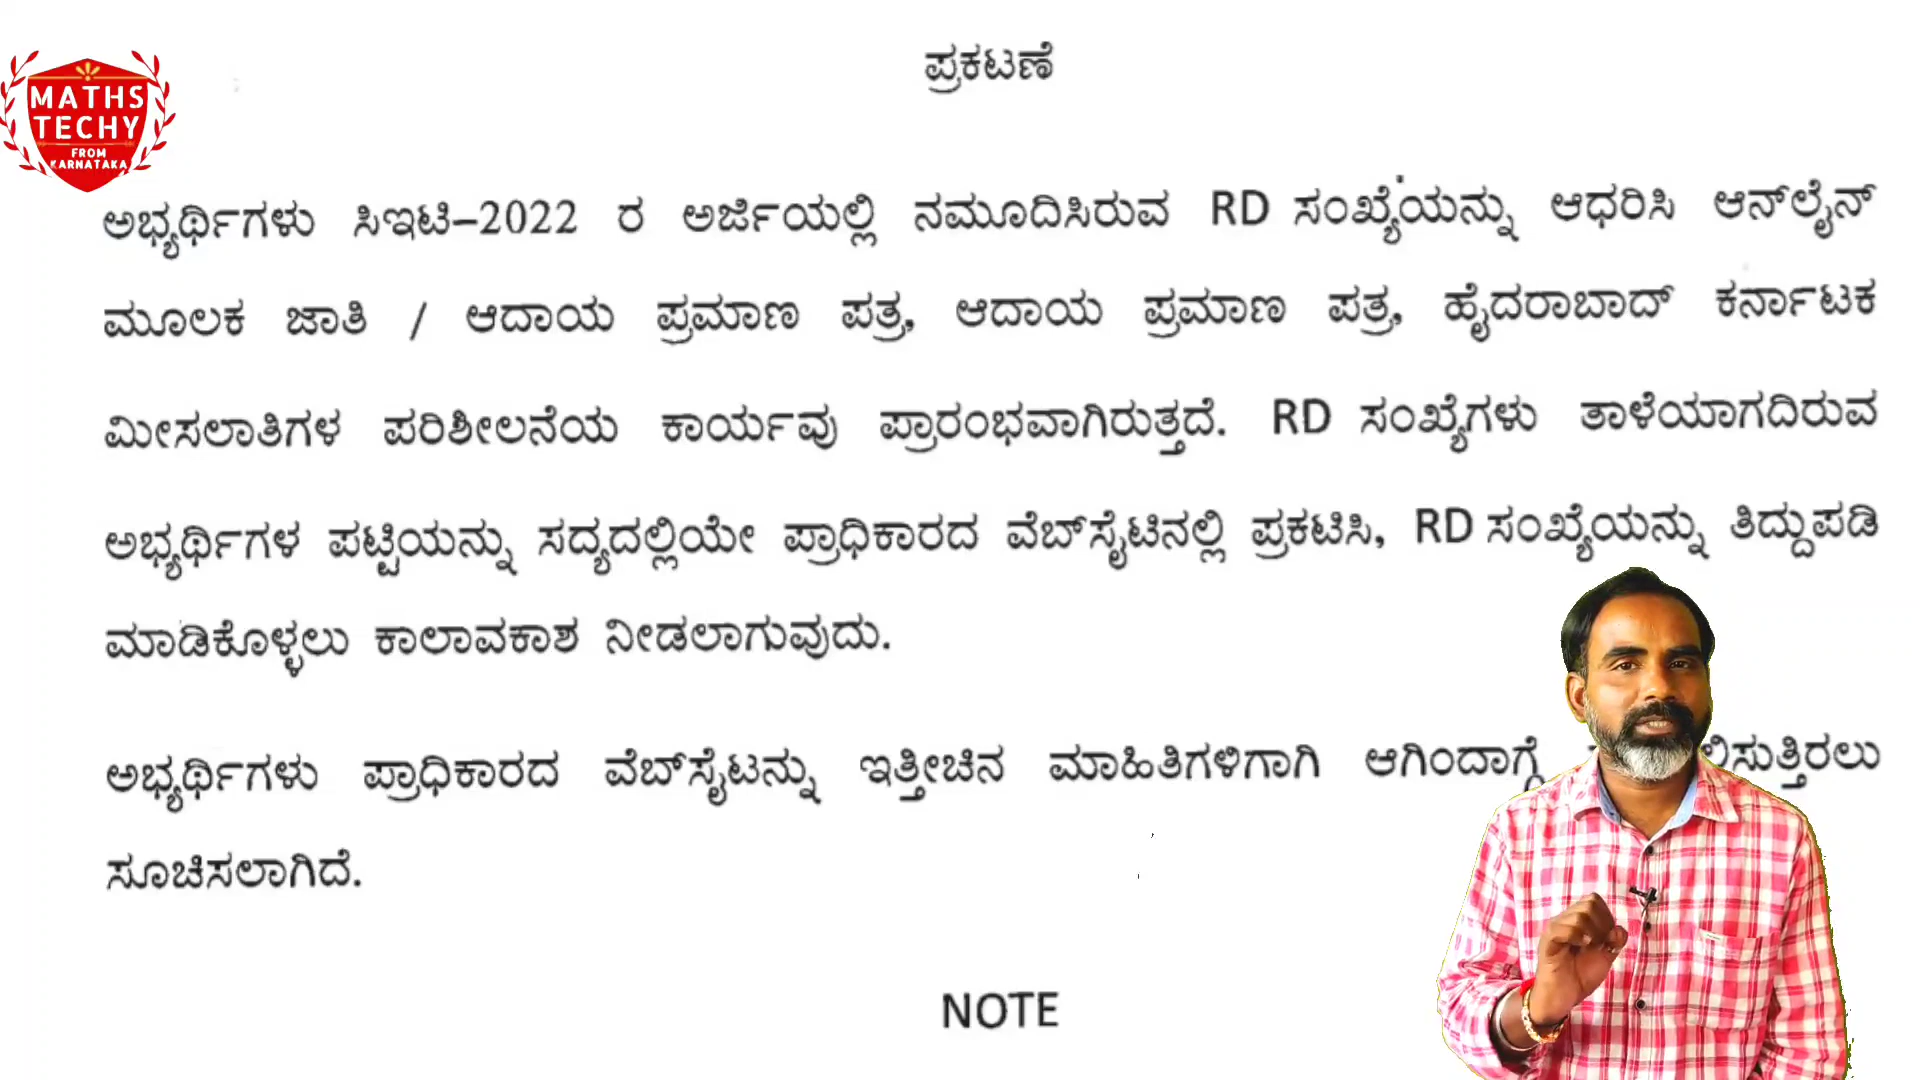 MATHS
TECHY
FROM
KARNATAKA
ಪ್ರಕಟಣೆ
ಅಭ್ಯರ್ಥಿಗಳು ಸಿಇಟಿ–2022 ರ ಅರ್ಜಿಯಲ್ಲಿ ನಮೂದಿಸಿರುವ RD ಸಂಖ್ಯೆಯನ್ನು ಆಧರಿಸಿ ಆನ್‌ಲೈನ್
ಮೂಲಕ ಜಾತಿ / ಆದಾಯ ಪ್ರಮಾಣ ಪತ್ರ, ಆದಾಯ ಪ್ರಮಾಣ ಪತ್ರ, ಹೈದರಾಬಾದ್ ಕರ್ನಾಟಕ
ಮೀಸಲಾತಿಗಳ ಪರಿಶೀಲನೆಯ ಕಾರ್ಯವು ಪ್ರಾರಂಭವಾಗಿರುತ್ತದೆ. RD ಸಂಖ್ಯೆಗಳು ತಾಳೆಯಾಗದಿರುವ
ಅಭ್ಯರ್ಥಿಗಳ ಪಟ್ಟಿಯನ್ನು ಸದ್ಯದಲ್ಲಿಯೇ ಪ್ರಾಧಿಕಾರದ ವೆಬ್‌ಸೈಟಿನಲ್ಲಿ ಪ್ರಕಟಿಸಿ, RD ಸಂಖ್ಯೆಯನ್ನು ತಿದ್ದುಪಡಿ
ಮಾಡಿಕೊಳ್ಳಲು ಕಾಲಾವಕಾಶ ನೀಡಲಾಗುವುದು.
ಅಭ್ಯರ್ಥಿಗಳು ಪ್ರಾಧಿಕಾರದ ವೆಬ್‌ಸೈಟನ್ನು ಇತ್ತೀಚಿನ ಮಾಹಿತಿಗಳಿಗಾಗಿ ಆಗಿಂದಾಗ್ಗೆ
ಸೂಚಿಸಲಾಗಿದೆ.
NOTE